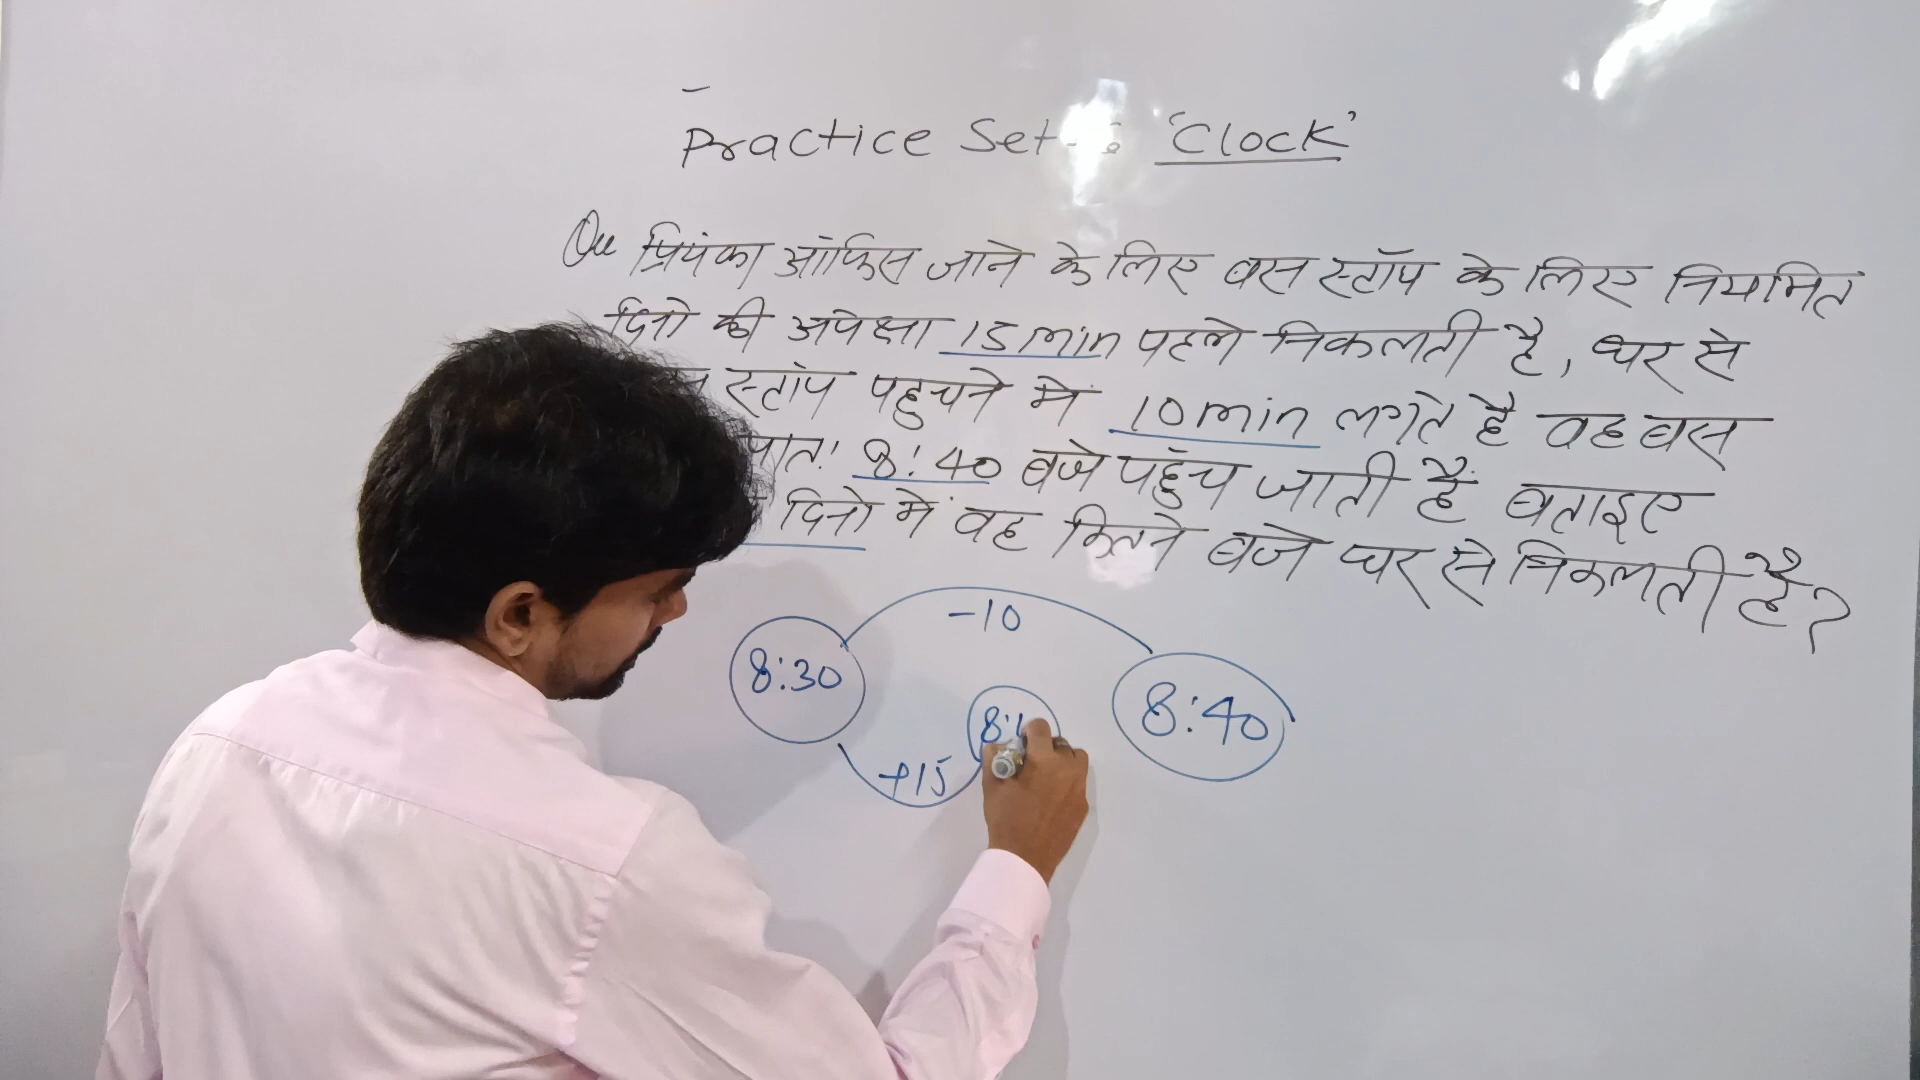 Practice Set 'Clock'
Que प्रियंका ऑफिस जाने के लिए बस स्टॉप के लिए नियमित
दिनो की अपेक्षा 15 min पहले निकलती है, घर से
स्टॉप पहुचने मे 10 min लगते है वह बस
8:40 बजे पहुँच जाती हैं बताइए
दिनो में वह कितने बजे घर से निकलती है?
-10
8:30
8:40
+15